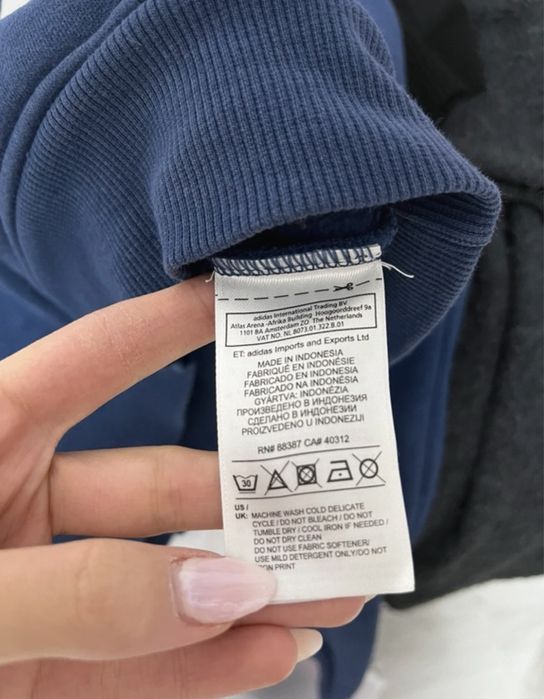 adidas International Trading BV
Atlas Arena -Afrika Building Hoogoorddreef 9a
1101 BA Amsterdam ZO The Netherlands
VAT NO. NL 8073.01.322.B.01
ET: adidas Imports and Exports Ltd
MADE IN INDONESIA
FABRIQUÉ EN INDONÉSIE
FABRICADO EN INDONESIA
FABRICADO NA INDONÉSIA
GYÁRTVA: INDONÉZIA
ПРОИЗВЕДЕНО В ИНДОНЕЗИЯ
СДЕЛАНО В ИНДОНЕЗИИ
PROIZVEDENO U INDONEZIJI
RN# 88387 CA# 40312
30
US /
UK: MACHINE WASH COLD DELICATE
CYCLE / DO NOT BLEACH / DO NOT
TUMBLE DRY / COOL IRON IF NEEDED /
DO NOT DRY CLEAN
DO NOT USE FABRIC SOFTENER/
USE MILD DETERGENT ONLY/DO NOT
PRINT